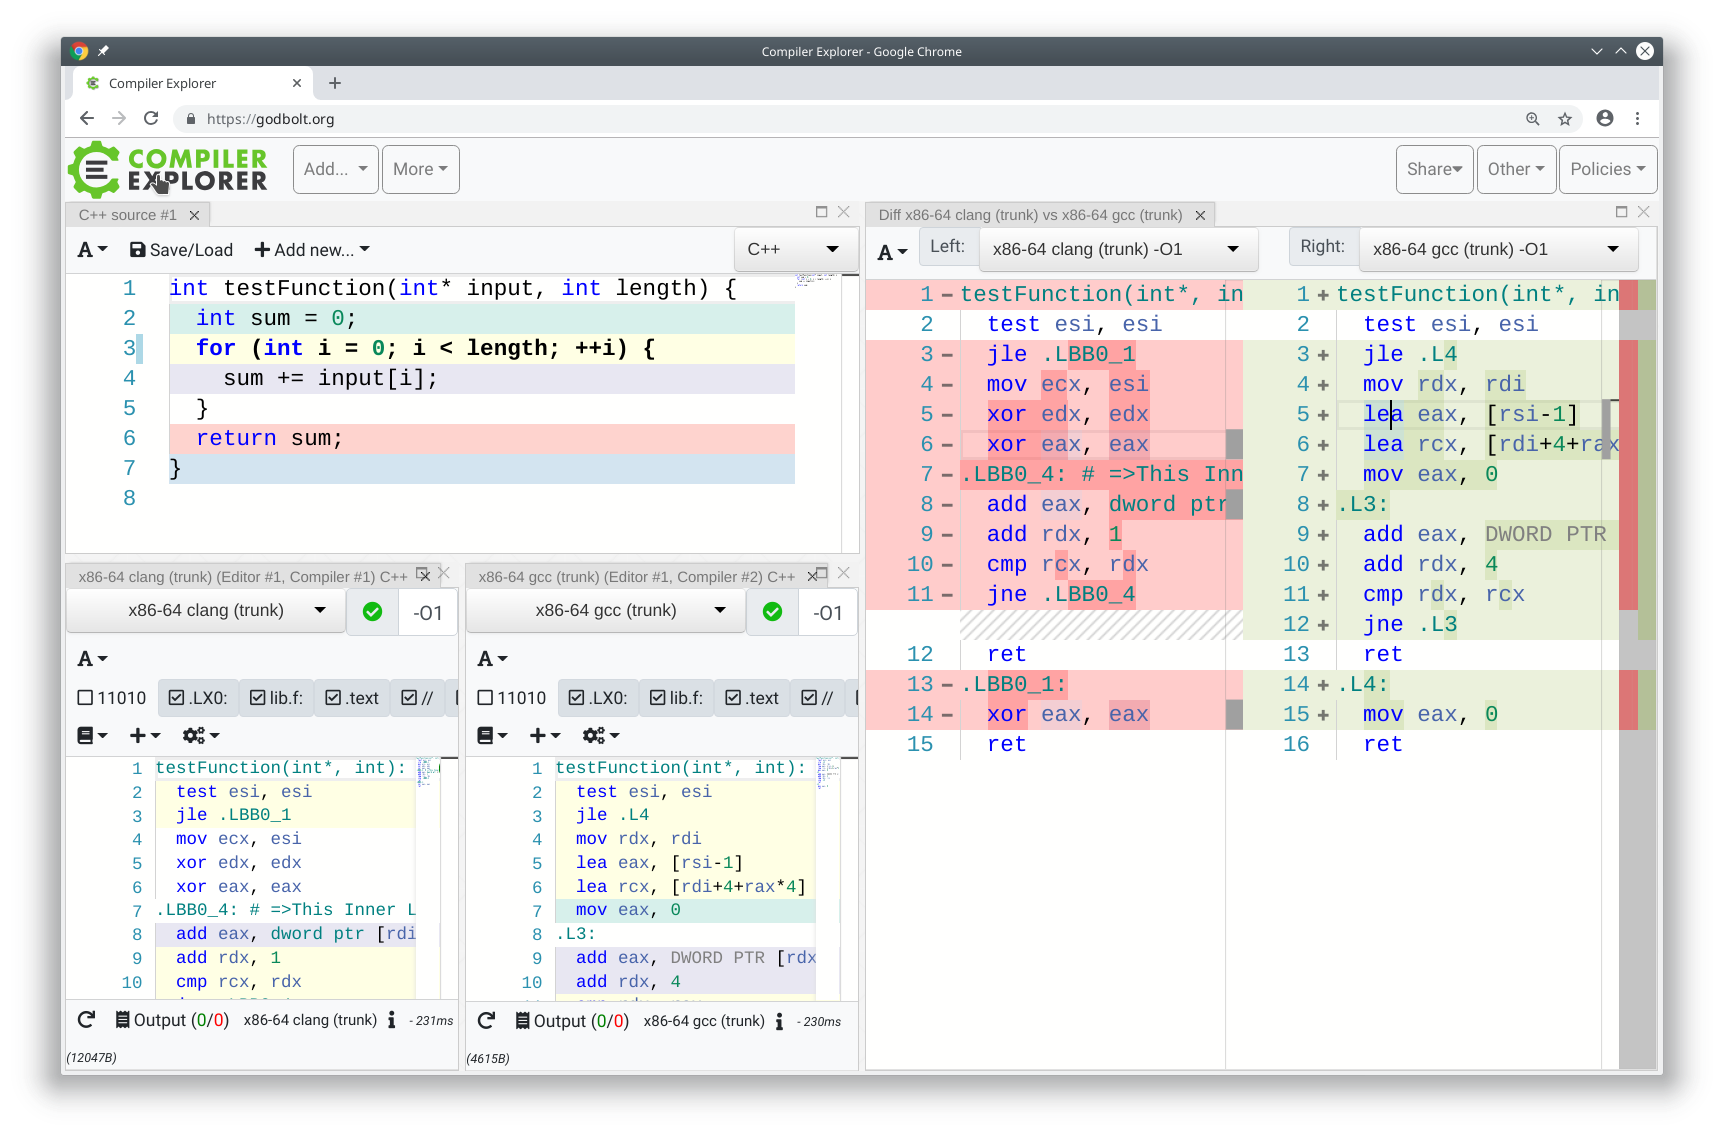 Compiler Explorer - Google Chrome
Compiler Explorer
https://godbolt.org
COMPILER
EXPLORER
Add...
More
Share
Other
Policies
C++ source #1
A
Save/Load
Add new...
C++
1 int testFunction(int* input, int length) {
2 int sum = 0;
3 for (int i = 0; i < length; ++i) {
4 sum += input[i];
5 }
6 return sum;
7 }
8
x86-64 clang (trunk) (Editor #1, Compiler #1) C++
x86-64 clang (trunk)
-O1
A
11010 .LX0: lib.f: .text //
1 testFunction(int*, int):
2 test esi, esi
3 jle .LBB0_1
4 mov ecx, esi
5 xor edx, edx
6 xor eax, eax
7 .LBB0_4: # =>This Inner L
8 add eax, dword ptr [rdi
9 add rdx, 1
10 cmp rcx, rdx
Output (0/0) x86-64 clang (trunk) - 231ms
(12047B)
x86-64 gcc (trunk) (Editor #1, Compiler #2) C++
x86-64 gcc (trunk)
-O1
A
11010 .LX0: lib.f: .text //
1 testFunction(int*, int):
2 test esi, esi
3 jle .L4
4 mov rdx, rdi
5 lea eax, [rsi-1]
6 lea rcx, [rdi+4+rax*4]
7 mov eax, 0
8 .L3:
9 add eax, DWORD PTR [rdx
10 add rdx, 4
Output (0/0) x86-64 gcc (trunk) - 230ms
(4615B)
Diff x86-64 clang (trunk) vs x86-64 gcc (trunk)
A
Left: x86-64 clang (trunk) -O1
Right: x86-64 gcc (trunk) -O1
1 - testFunction(int*, in
2 test esi, esi
3 - jle .LBB0_1
4 - mov ecx, esi
5 - xor edx, edx
6 - xor eax, eax
7 - .LBB0_4: # =>This Inn
8 - add eax, dword ptr
9 - add rdx, 1
10 - cmp rcx, rdx
11 - jne .LBB0_4
12 ret
13 - .LBB0_1:
14 - xor eax, eax
15 ret
1 + testFunction(int*, in
2 test esi, esi
3 + jle .L4
4 + mov rdx, rdi
5 + lea eax, [rsi-1]
6 + lea rcx, [rdi+4+rax
7 + mov eax, 0
8 + .L3:
9 + add eax, DWORD PTR
10 + add rdx, 4
11 + cmp rdx, rcx
12 + jne .L3
13 ret
14 + .L4:
15 + mov eax, 0
16 ret